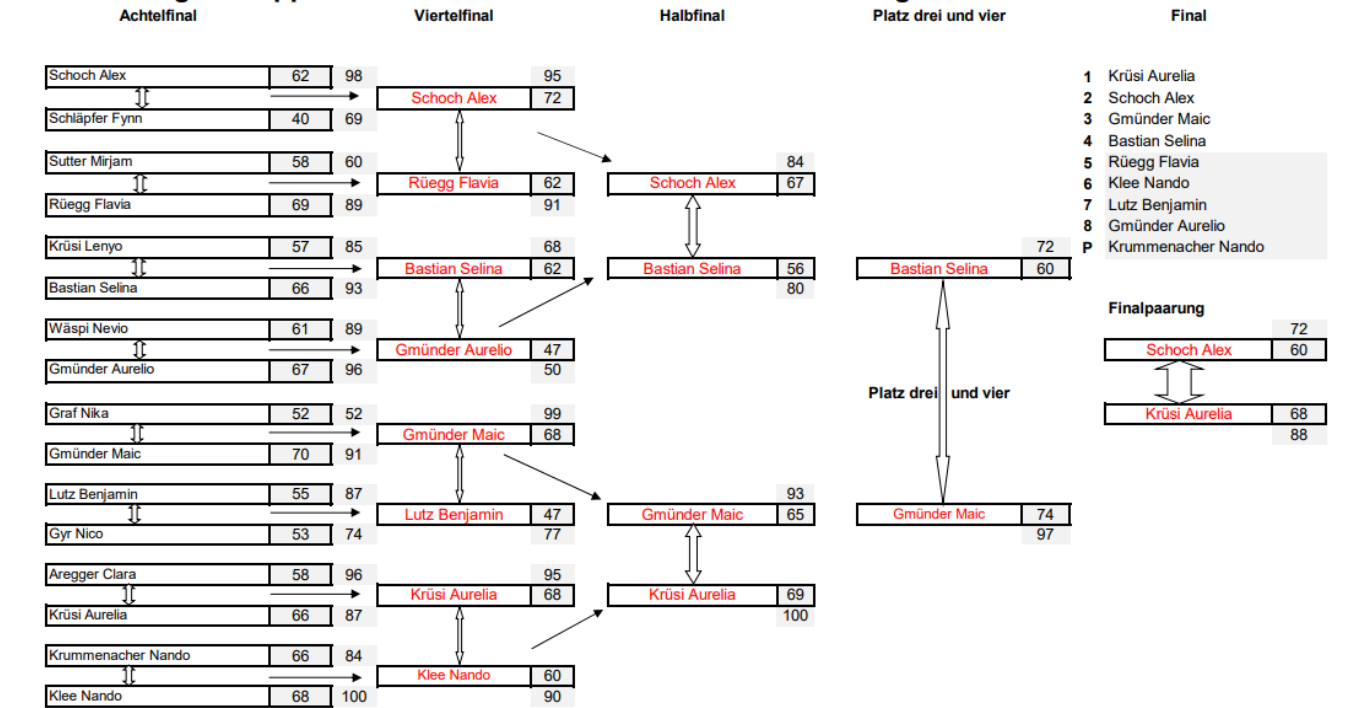 Achtelfinal Viertelfinal Halbfinal Platz drei und vier Final
Schoch Alex 62 98 95 1 Krüsi Aurelia
Schoch Alex 72 2 Schoch Alex
Schläpfer Fynn 40 69 3 Gmünder Maic
4 Bastian Selina
Sutter Mirjam 58 60 84 5 Rüegg Flavia
Rüegg Flavia 62 Schoch Alex 67 6 Klee Nando
Rüegg Flavia 69 89 91 7 Lutz Benjamin
8 Gmünder Aurelio
Krüsi Lenyo 57 85 68 72 P Krummenacher Nando
Bastian Selina 62 Bastian Selina 56 Bastian Selina 60
Bastian Selina 66 93 80
Finalpaarung
Wäspi Nevio 61 89 72
Gmünder Aurelio 47 Schoch Alex 60
Gmünder Aurelio 67 96 50
Platz drei und vier
Graf Nika 52 52 99 Krüsi Aurelia 68
Gmünder Maic 68 88
Gmünder Maic 70 91
Lutz Benjamin 55 87 93
Lutz Benjamin 47 Gmünder Maic 65 Gmünder Maic 74
Gyr Nico 53 74 77 97
Aregger Clara 58 96 95
Krüsi Aurelia 68 Krüsi Aurelia 69
Krüsi Aurelia 66 87 100
Krummenacher Nando 66 84
Klee Nando 60
Klee Nando 68 100 90